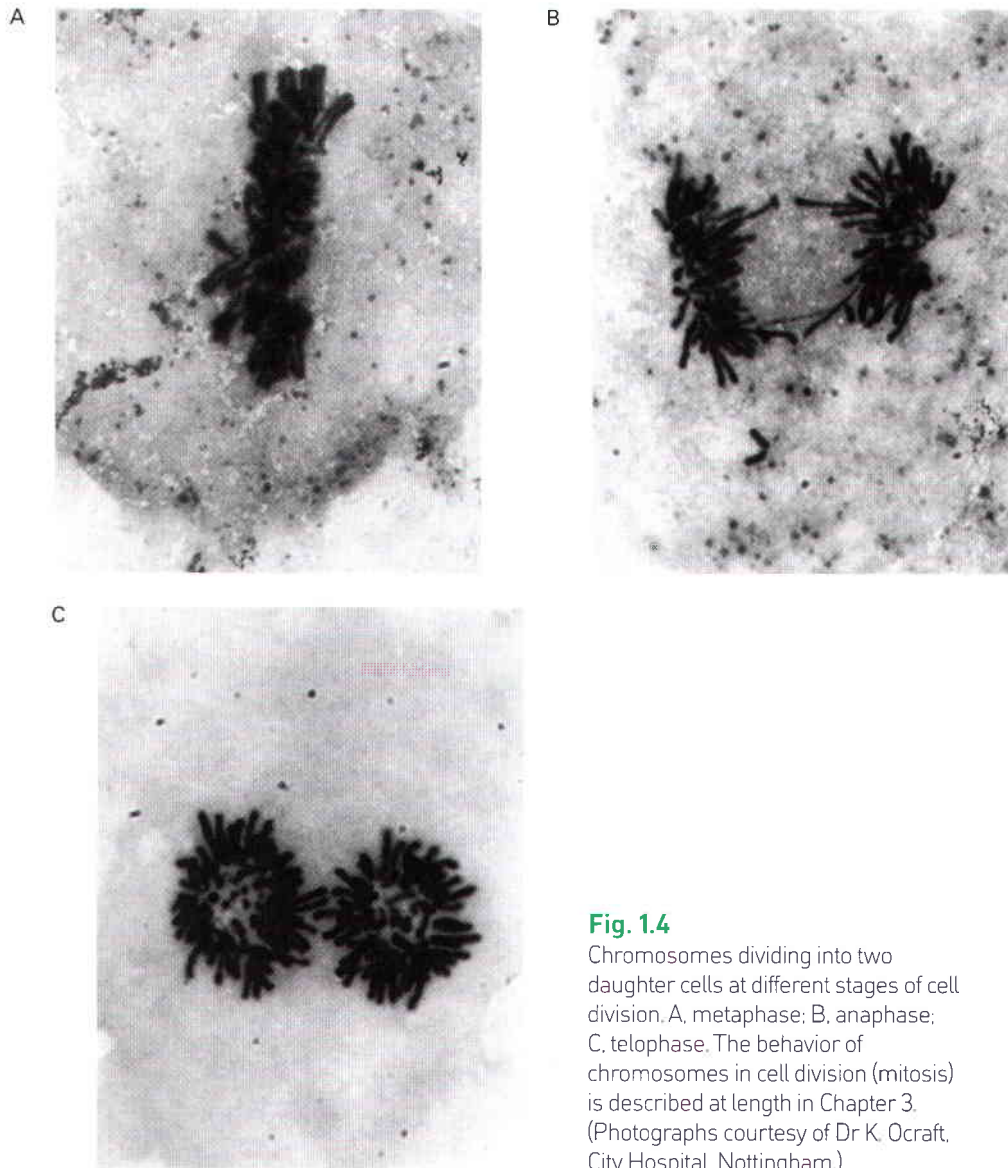 A
B
C
Fig. 1.4
Chromosomes dividing into two
daughter cells at different stages of cell
division. A, metaphase; B, anaphase;
C, telophase. The behavior of
chromosomes in cell division (mitosis)
is described at length in Chapter 3.
(Photographs courtesy of Dr K. Ocraft,
City Hospital, Nottingham.)